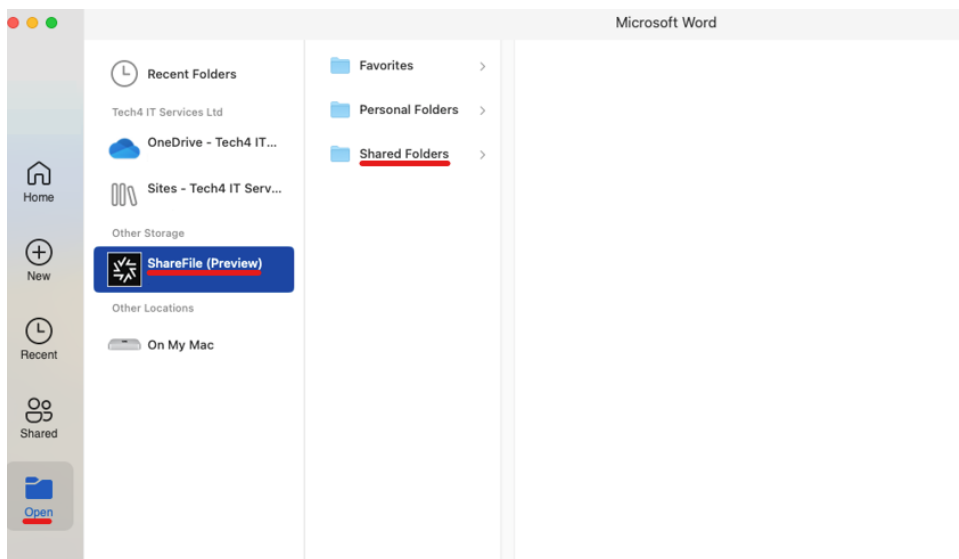 Microsoft Word
Home
New
Recent
Shared
Open
Recent Folders
Tech4 IT Services Ltd
OneDrive - Tech4 IT...
Sites - Tech4 IT Serv...
Other Storage
ShareFile (Preview)
Other Locations
On My Mac
Favorites
Personal Folders
Shared Folders